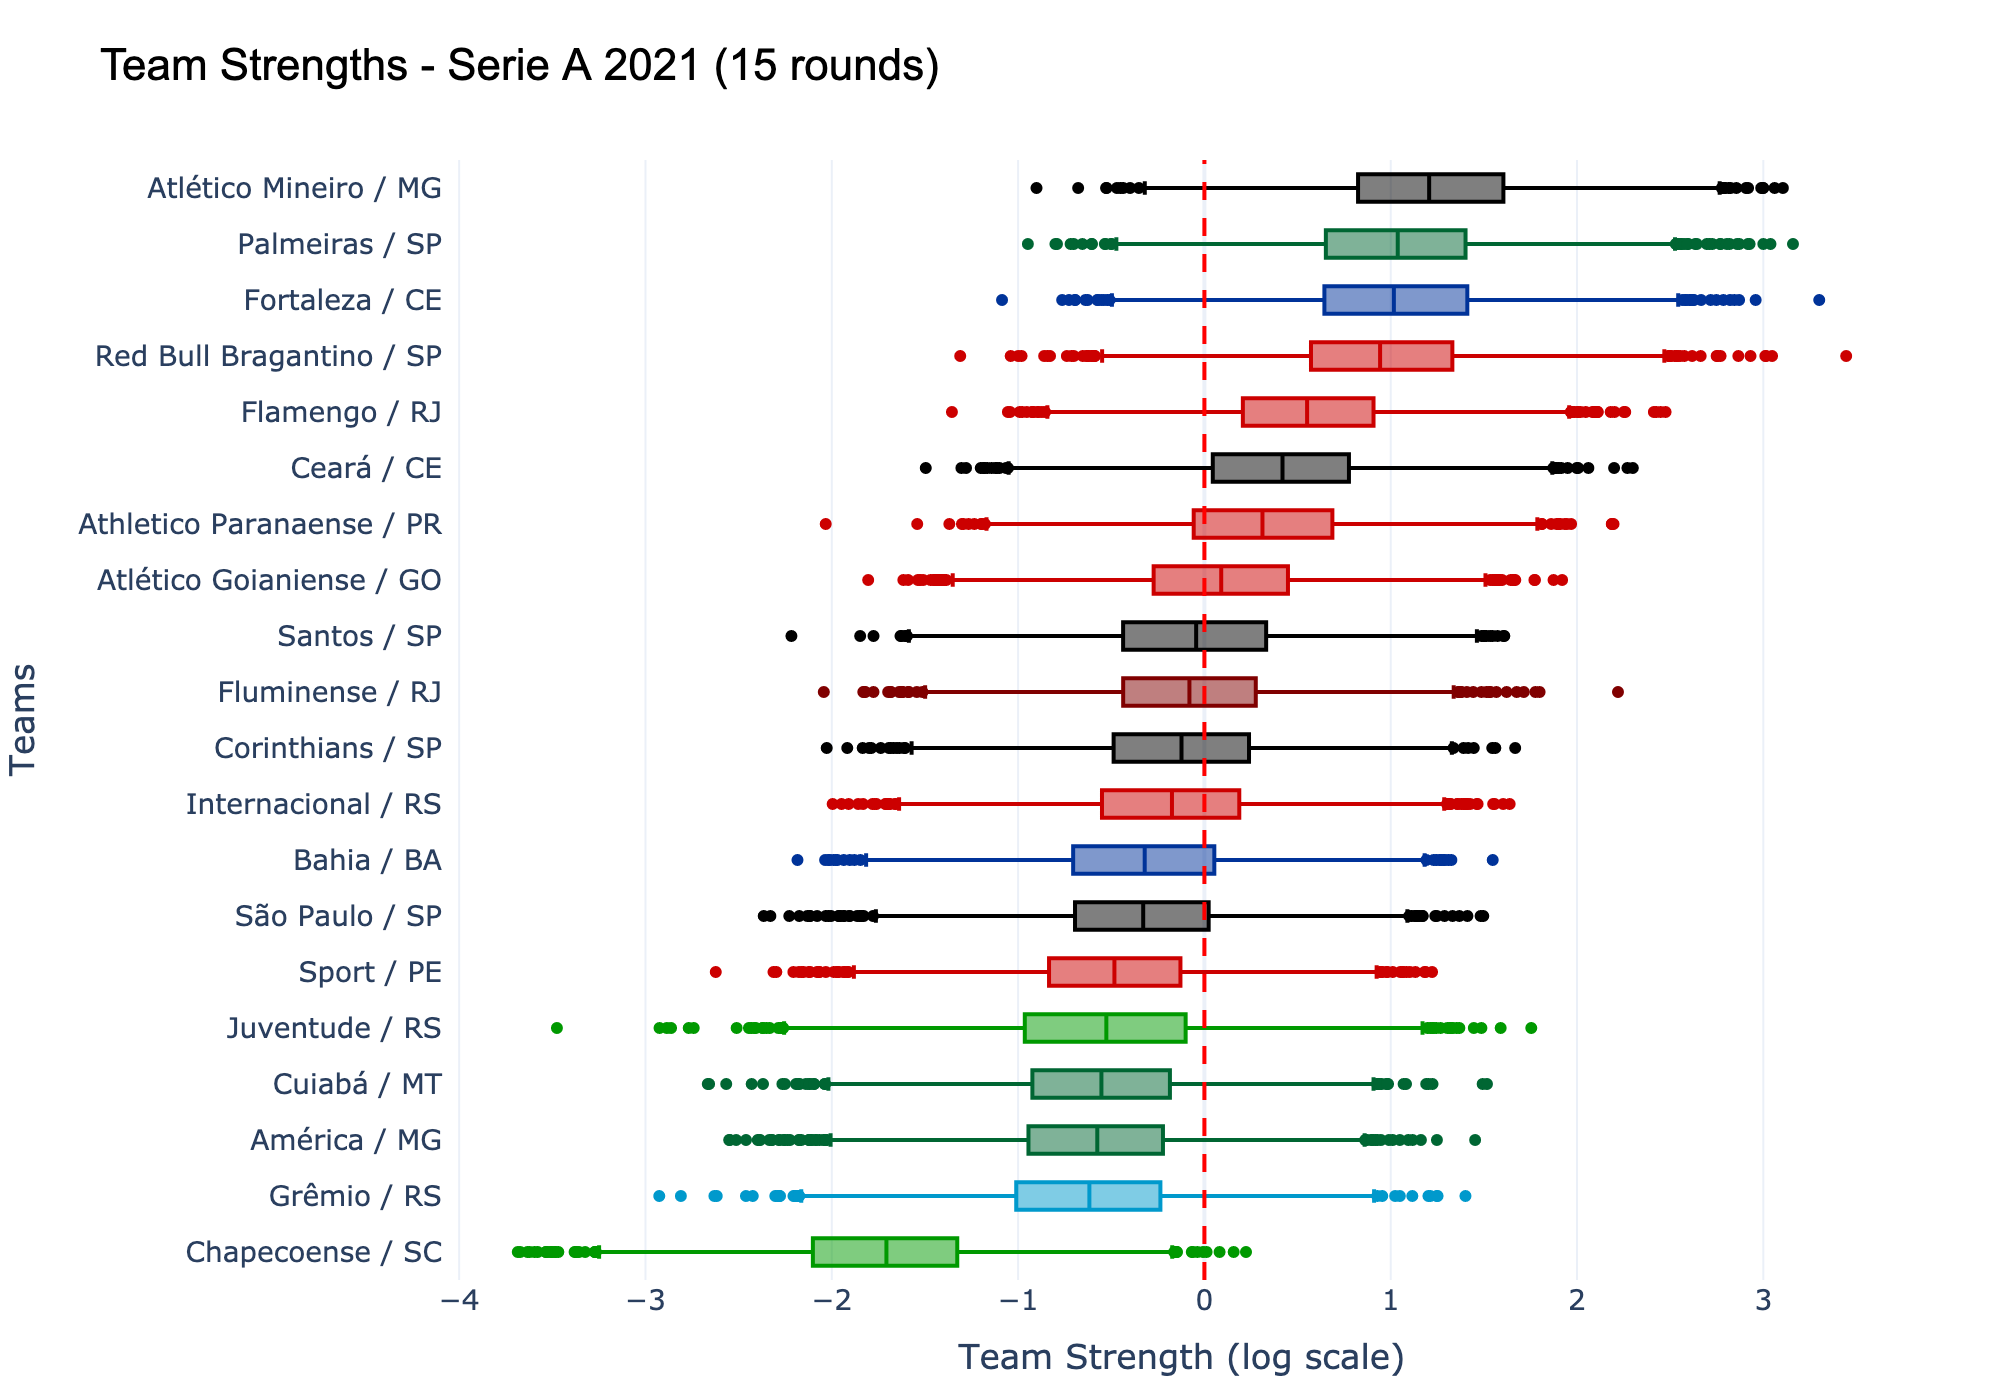 Team Strengths - Serie A 2021 (15 rounds)
Atlético Mineiro / MG
Palmeiras / SP
Fortaleza / CE
Red Bull Bragantino / SP
Flamengo / RJ
Ceará / CE
Athletico Paranaense / PR
Atlético Goianiense / GO
Santos / SP
Fluminense / RJ
Corinthians / SP
Internacional / RS
Bahia / BA
São Paulo / SP
Sport / PE
Juventude / RS
Cuiabá / MT
América / MG
Grêmio / RS
Chapecoense / SC
Teams
−4 −3 −2 −1 0 1 2 3
Team Strength (log scale)